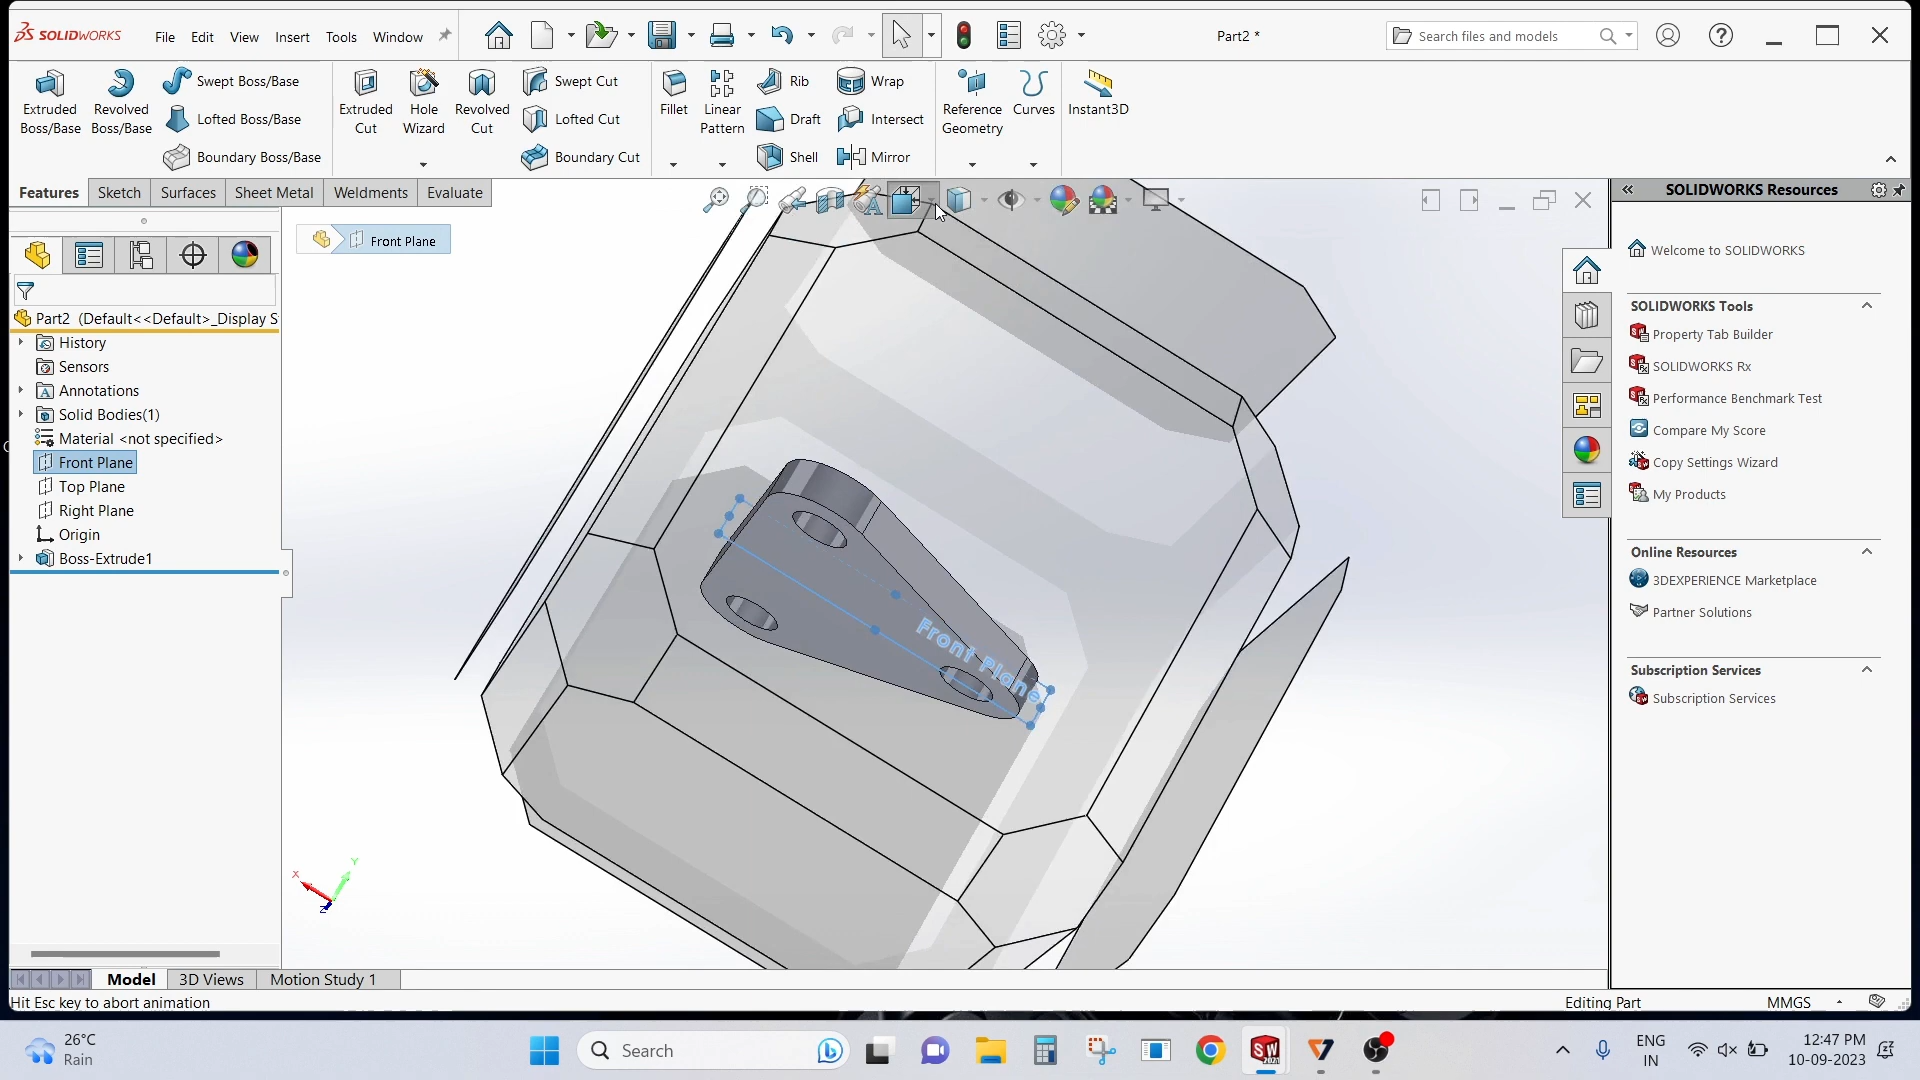 SOLIDWORKS
File Edit View Insert Tools Window
Part2 *
Search files and models
Extruded Boss/Base
Revolved Boss/Base
Swept Boss/Base
Lofted Boss/Base
Boundary Boss/Base
Extruded Cut
Hole Wizard
Revolved Cut
Swept Cut
Lofted Cut
Boundary Cut
Fillet
Linear Pattern
Rib
Draft
Shell
Wrap
Intersect
Mirror
Reference Geometry
Curves
Instant3D
Features Sketch Surfaces Sheet Metal Weldments Evaluate
Front Plane
Part2 (Default<<Default>_Display S
History
Sensors
Annotations
Solid Bodies(1)
Material <not specified>
Front Plane
Top Plane
Right Plane
Origin
Boss-Extrude1
Front Plane
X
Y
Z
SOLIDWORKS Resources
Welcome to SOLIDWORKS
SOLIDWORKS Tools
Property Tab Builder
SOLIDWORKS Rx
Performance Benchmark Test
Compare My Score
Copy Settings Wizard
My Products
Online Resources
3DEXPERIENCE Marketplace
Partner Solutions
Subscription Services
Subscription Services
Model 3D Views Motion Study 1
Hit Esc key to abort animation
Editing Part
MMGS
26°C
Rain
Search
ENG
IN
12:47 PM
10-09-2023